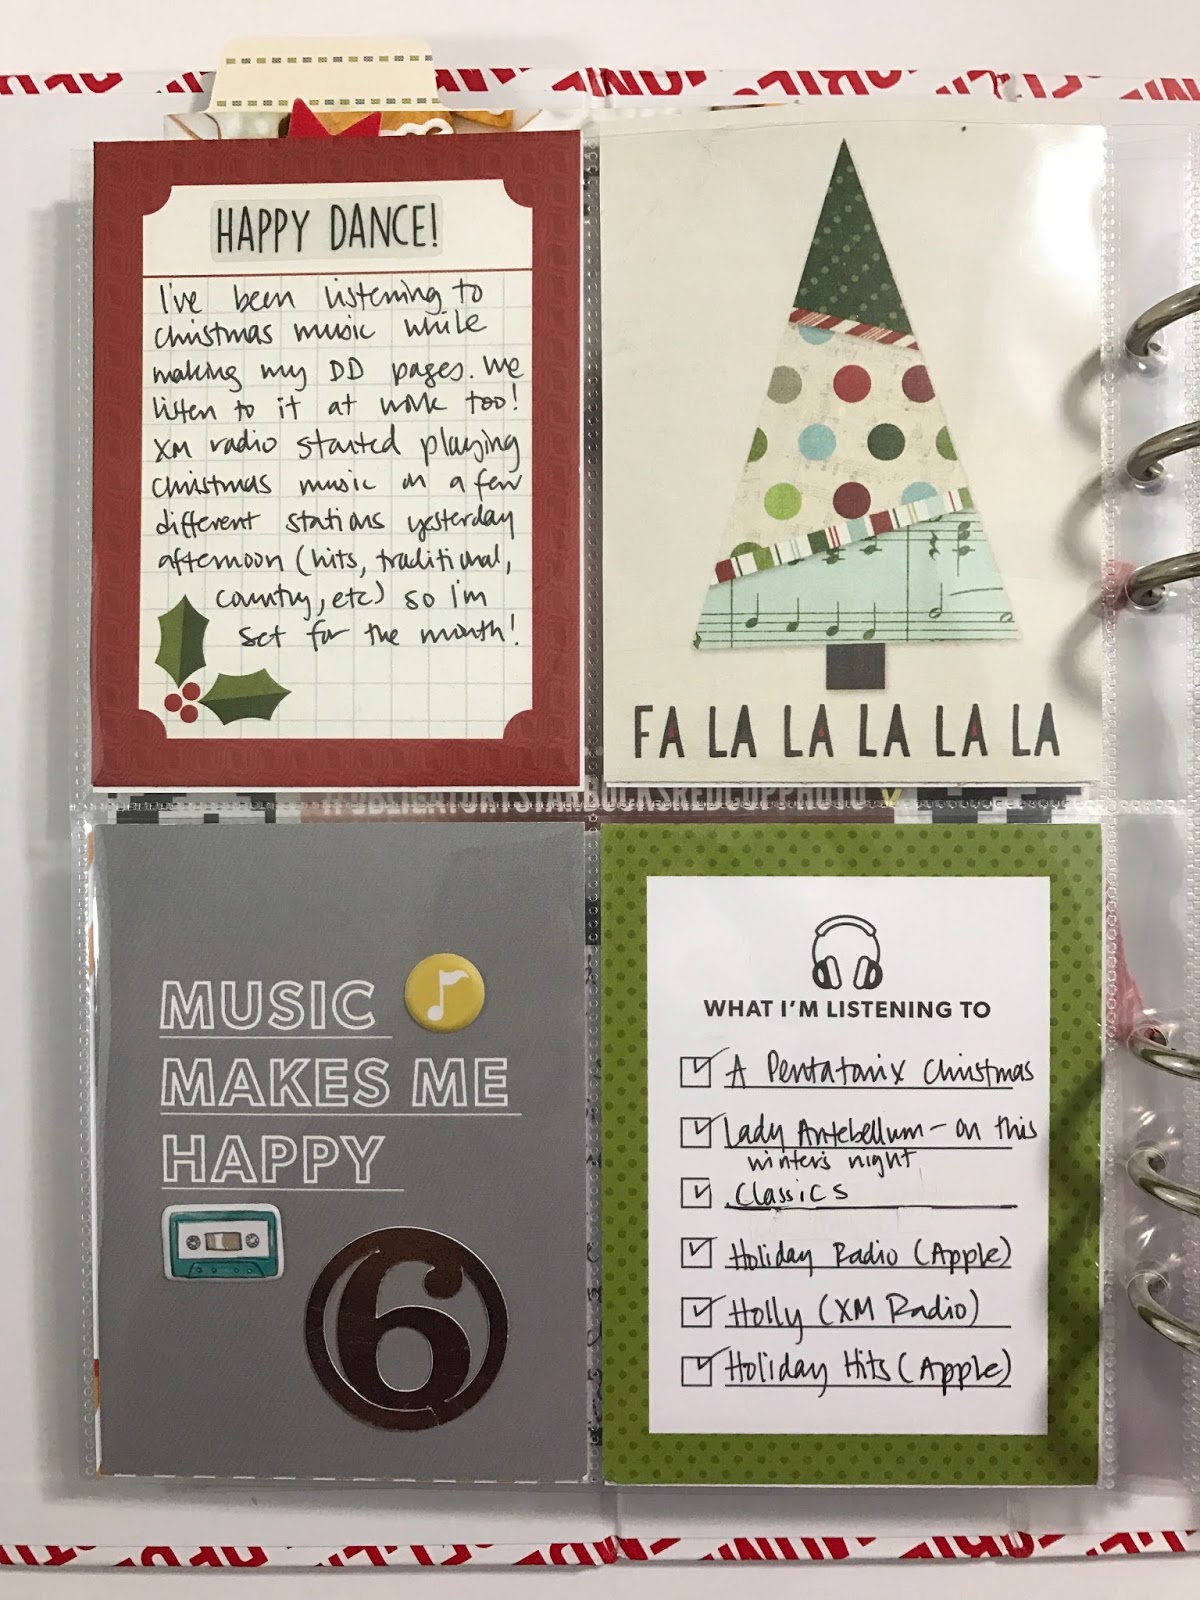 HAPPY DANCE!
I've been listening to
christmas music while
making my DD pages. We
listen to it at work too!
XM radio started playing
christmas music on a few
different stations yesterday
afternoon (hits, traditional,
country, etc) so I'm
set for the month!
FA LA LA LA LA LA
MUSIC
MAKES ME
HAPPY
6
WHAT I'M LISTENING TO
A Pentatonix Christmas
Lady Antebellum - on this
winter's night
Classics
Holiday Radio (Apple)
Holly (XM Radio)
Holiday Hits (Apple)